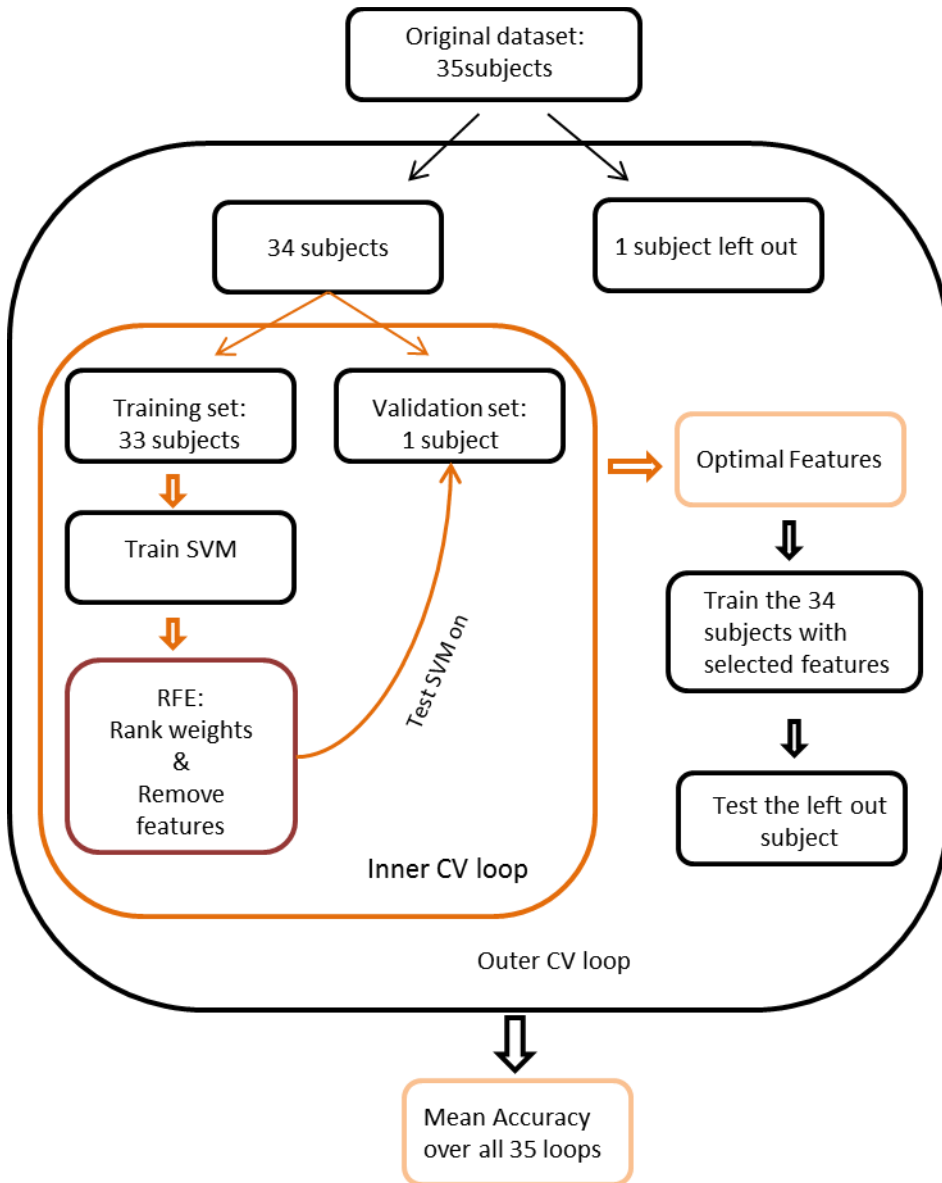 Original dataset:
35subjects
34 subjects
1 subject left out
Training set:
33 subjects
Validation set:
1 subject
Train SVM
RFE:
Rank weights
&
Remove
features
Test SVM on
Inner CV loop
Optimal Features
Train the 34
subjects with
selected features
Test the left out
subject
Outer CV loop
Mean Accuracy
over all 35 loops